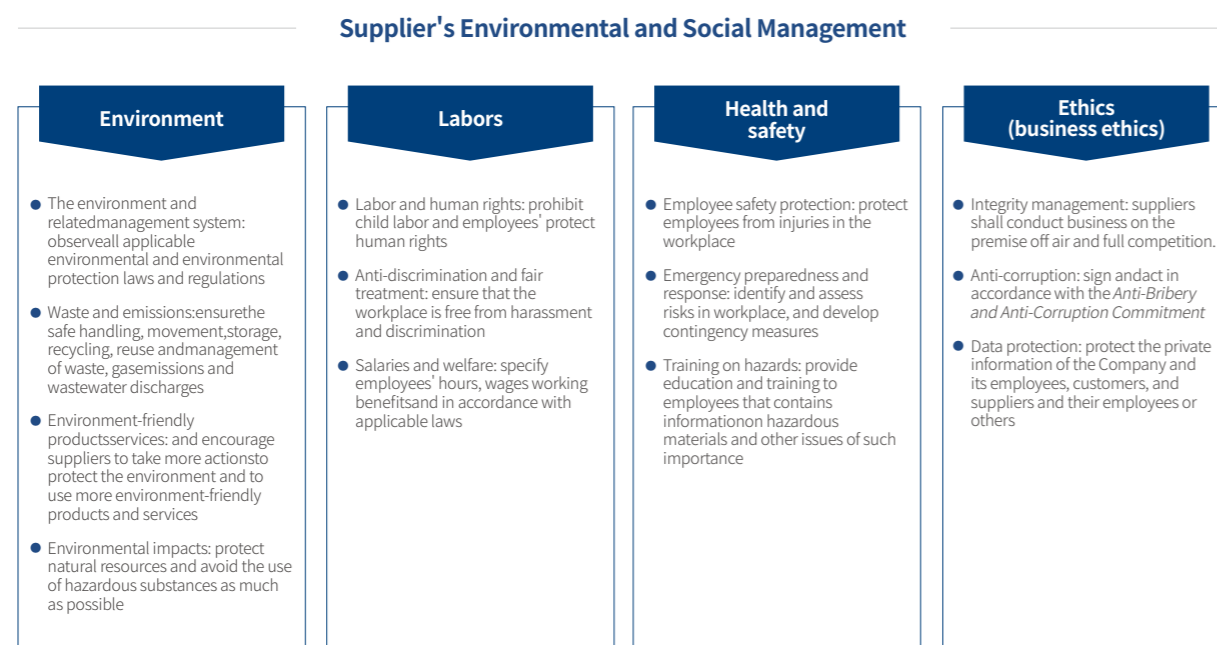 Supplier's Environmental and Social Management
Environment
The environment and
relatedmanagement system:
observeall applicable
environmental and environmental
protection laws and regulations
Waste and emissions:ensurethe
safe handling, movement,storage,
recycling, reuse andmanagement
of waste, gasemissions and
wastewater discharges
Environment-friendly
productsservices: and encourage
suppliers to take more actionsto
protect the environment and to
use more environment-friendly
products and services
Environmental impacts: protect
natural resources and avoid the use
of hazardous substances as much
as possible
Labors
Labor and human rights: prohibit
child labor and employees' protect
human rights
Anti-discrimination and fair
treatment: ensure that the
workplace is free from harassment
and discrimination
Salaries and welfare: specify
employees' hours, wages working
benefitsand in accordance with
applicable laws
Health and
safety
Employee safety protection: protect
employees from injuries in the
workplace
Emergency preparedness and
response: identify and assess
risks in workplace, and develop
contingency measures
Training on hazards: provide
education and training to
employees that contains
informationon hazardous
materials and other issues of such
importance
Ethics
(business ethics)
Integrity management: suppliers
shall conduct business on the
premise off air and full competition.
Anti-corruption: sign andact in
accordance with the Anti-Bribery
and Anti-Corruption Commitment
Data protection: protect the private
information of the Company and
its employees, customers, and
suppliers and their employees or
others